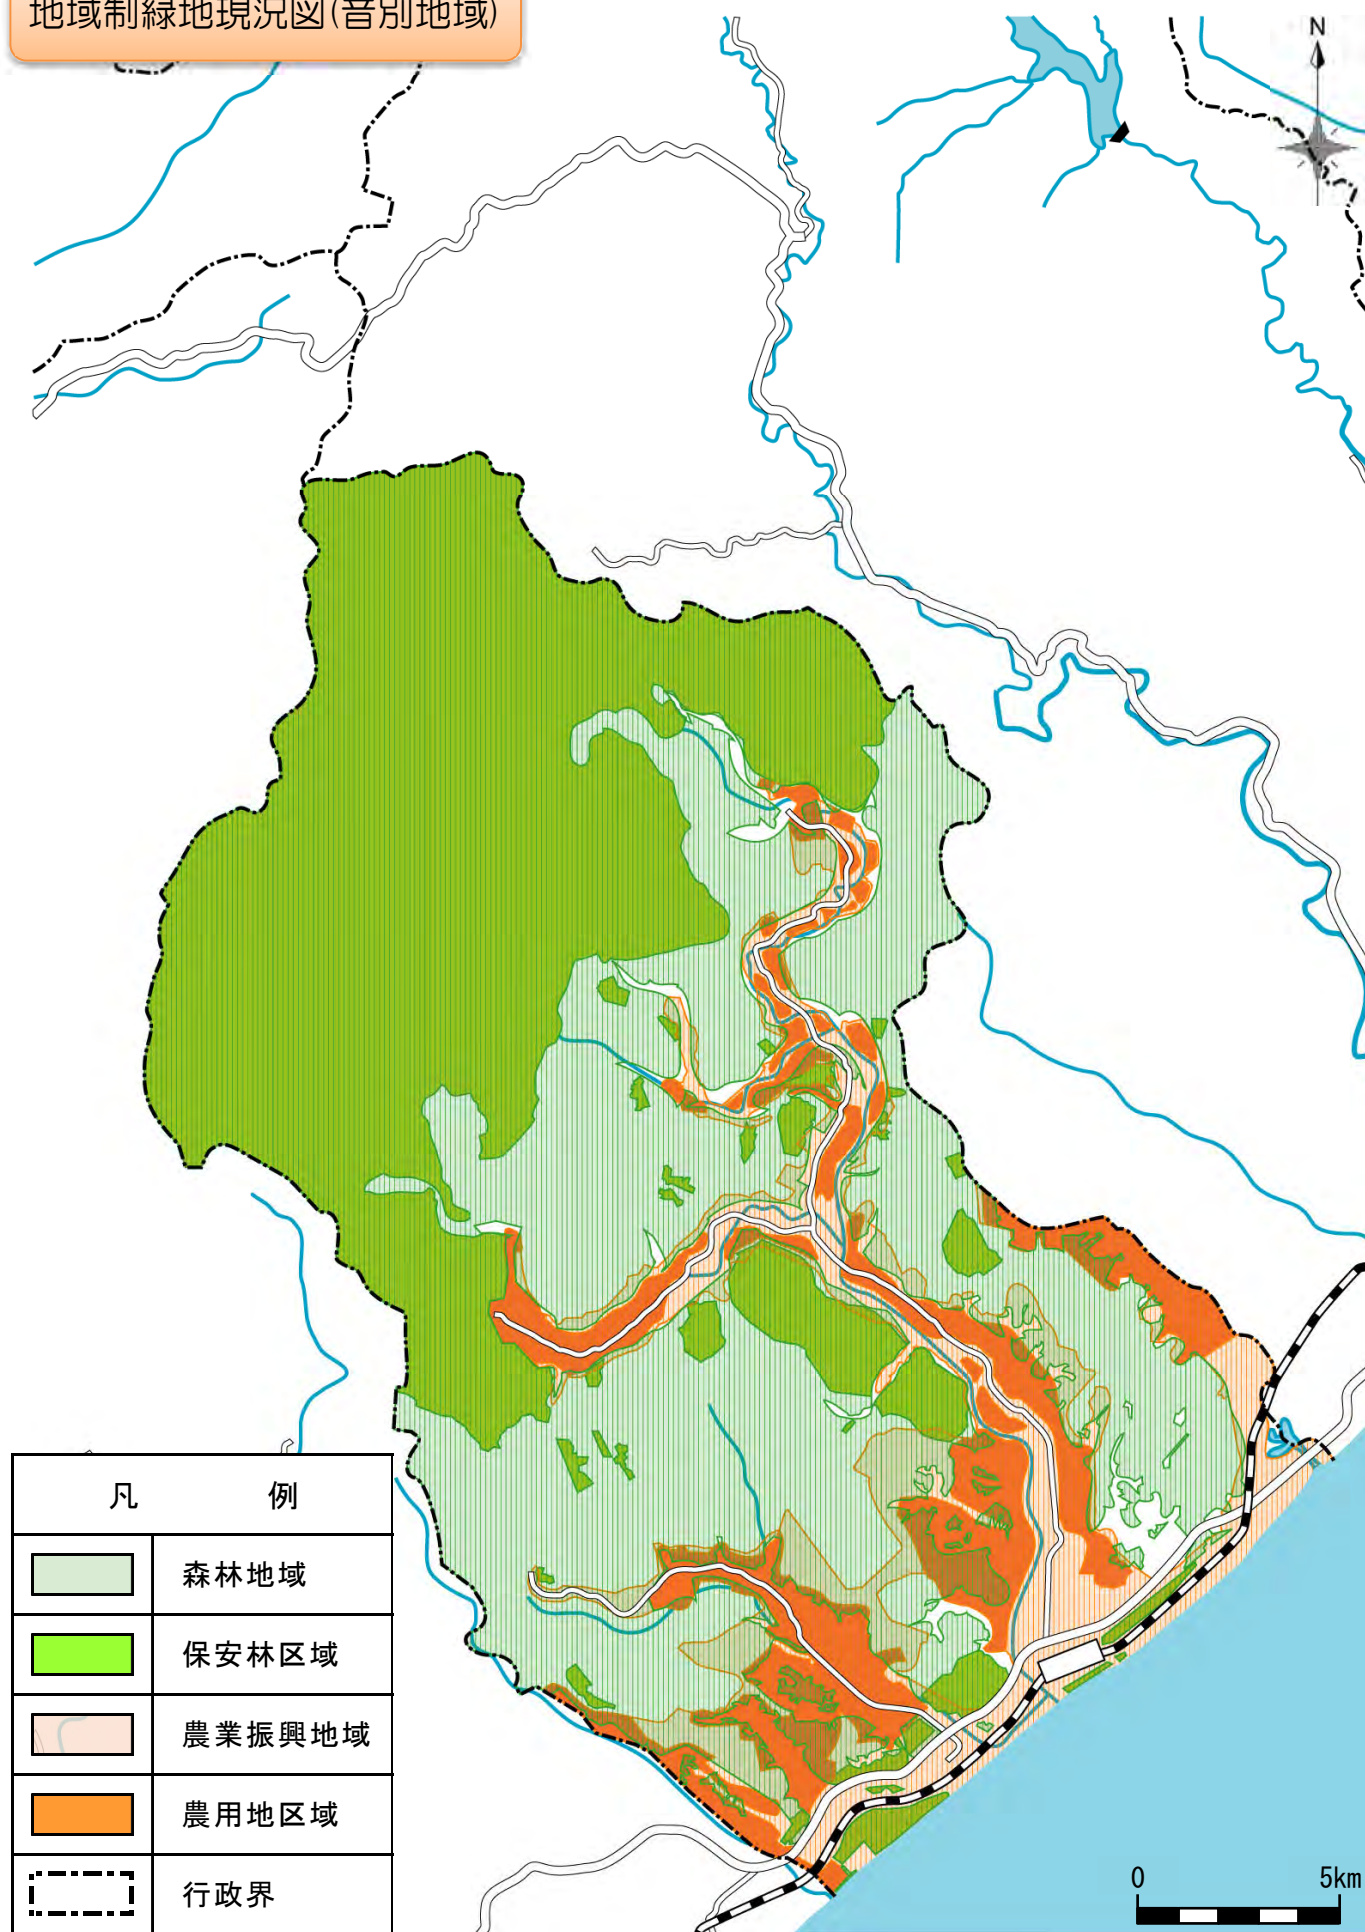 地域制緑地現況図(音別地域)
N
凡 例
森林地域
保安林区域
農業振興地域
農用地区域
行政界
0 5km